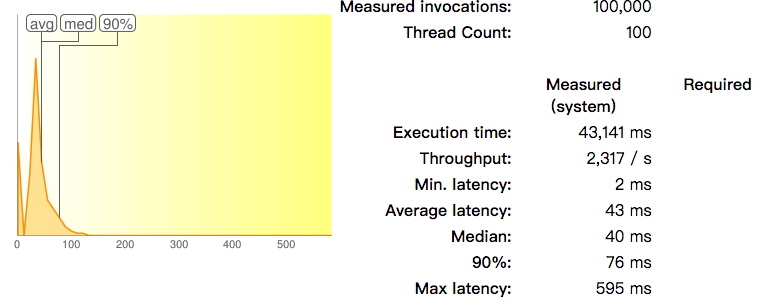 avg med 90%
0 100 200 300 400 500
Measured invocations: 100,000
Thread Count: 100
Measured (system) Required
Execution time: 43,141 ms
Throughput: 2,317 / s
Min. latency: 2 ms
Average latency: 43 ms
Median: 40 ms
90%: 76 ms
Max latency: 595 ms